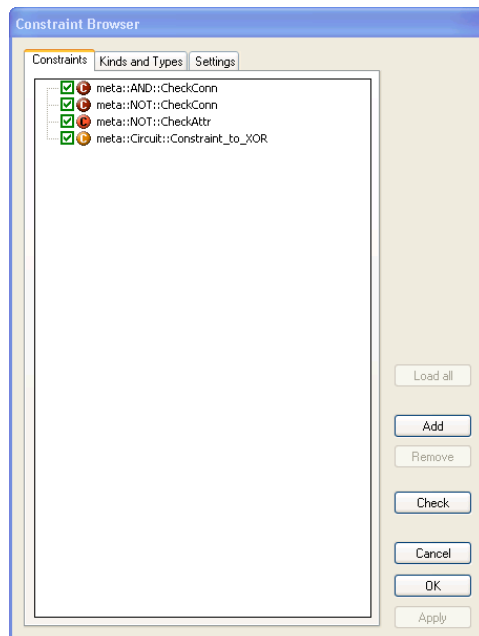 Constraint Browser
Constraints Kinds and Types Settings
C meta::AND::CheckConn
C meta::NOT::CheckConn
C meta::NOT::CheckAttr
C meta::Circuit::Constraint_to_XOR
Load all
Add
Remove
Check
Cancel
OK
Apply